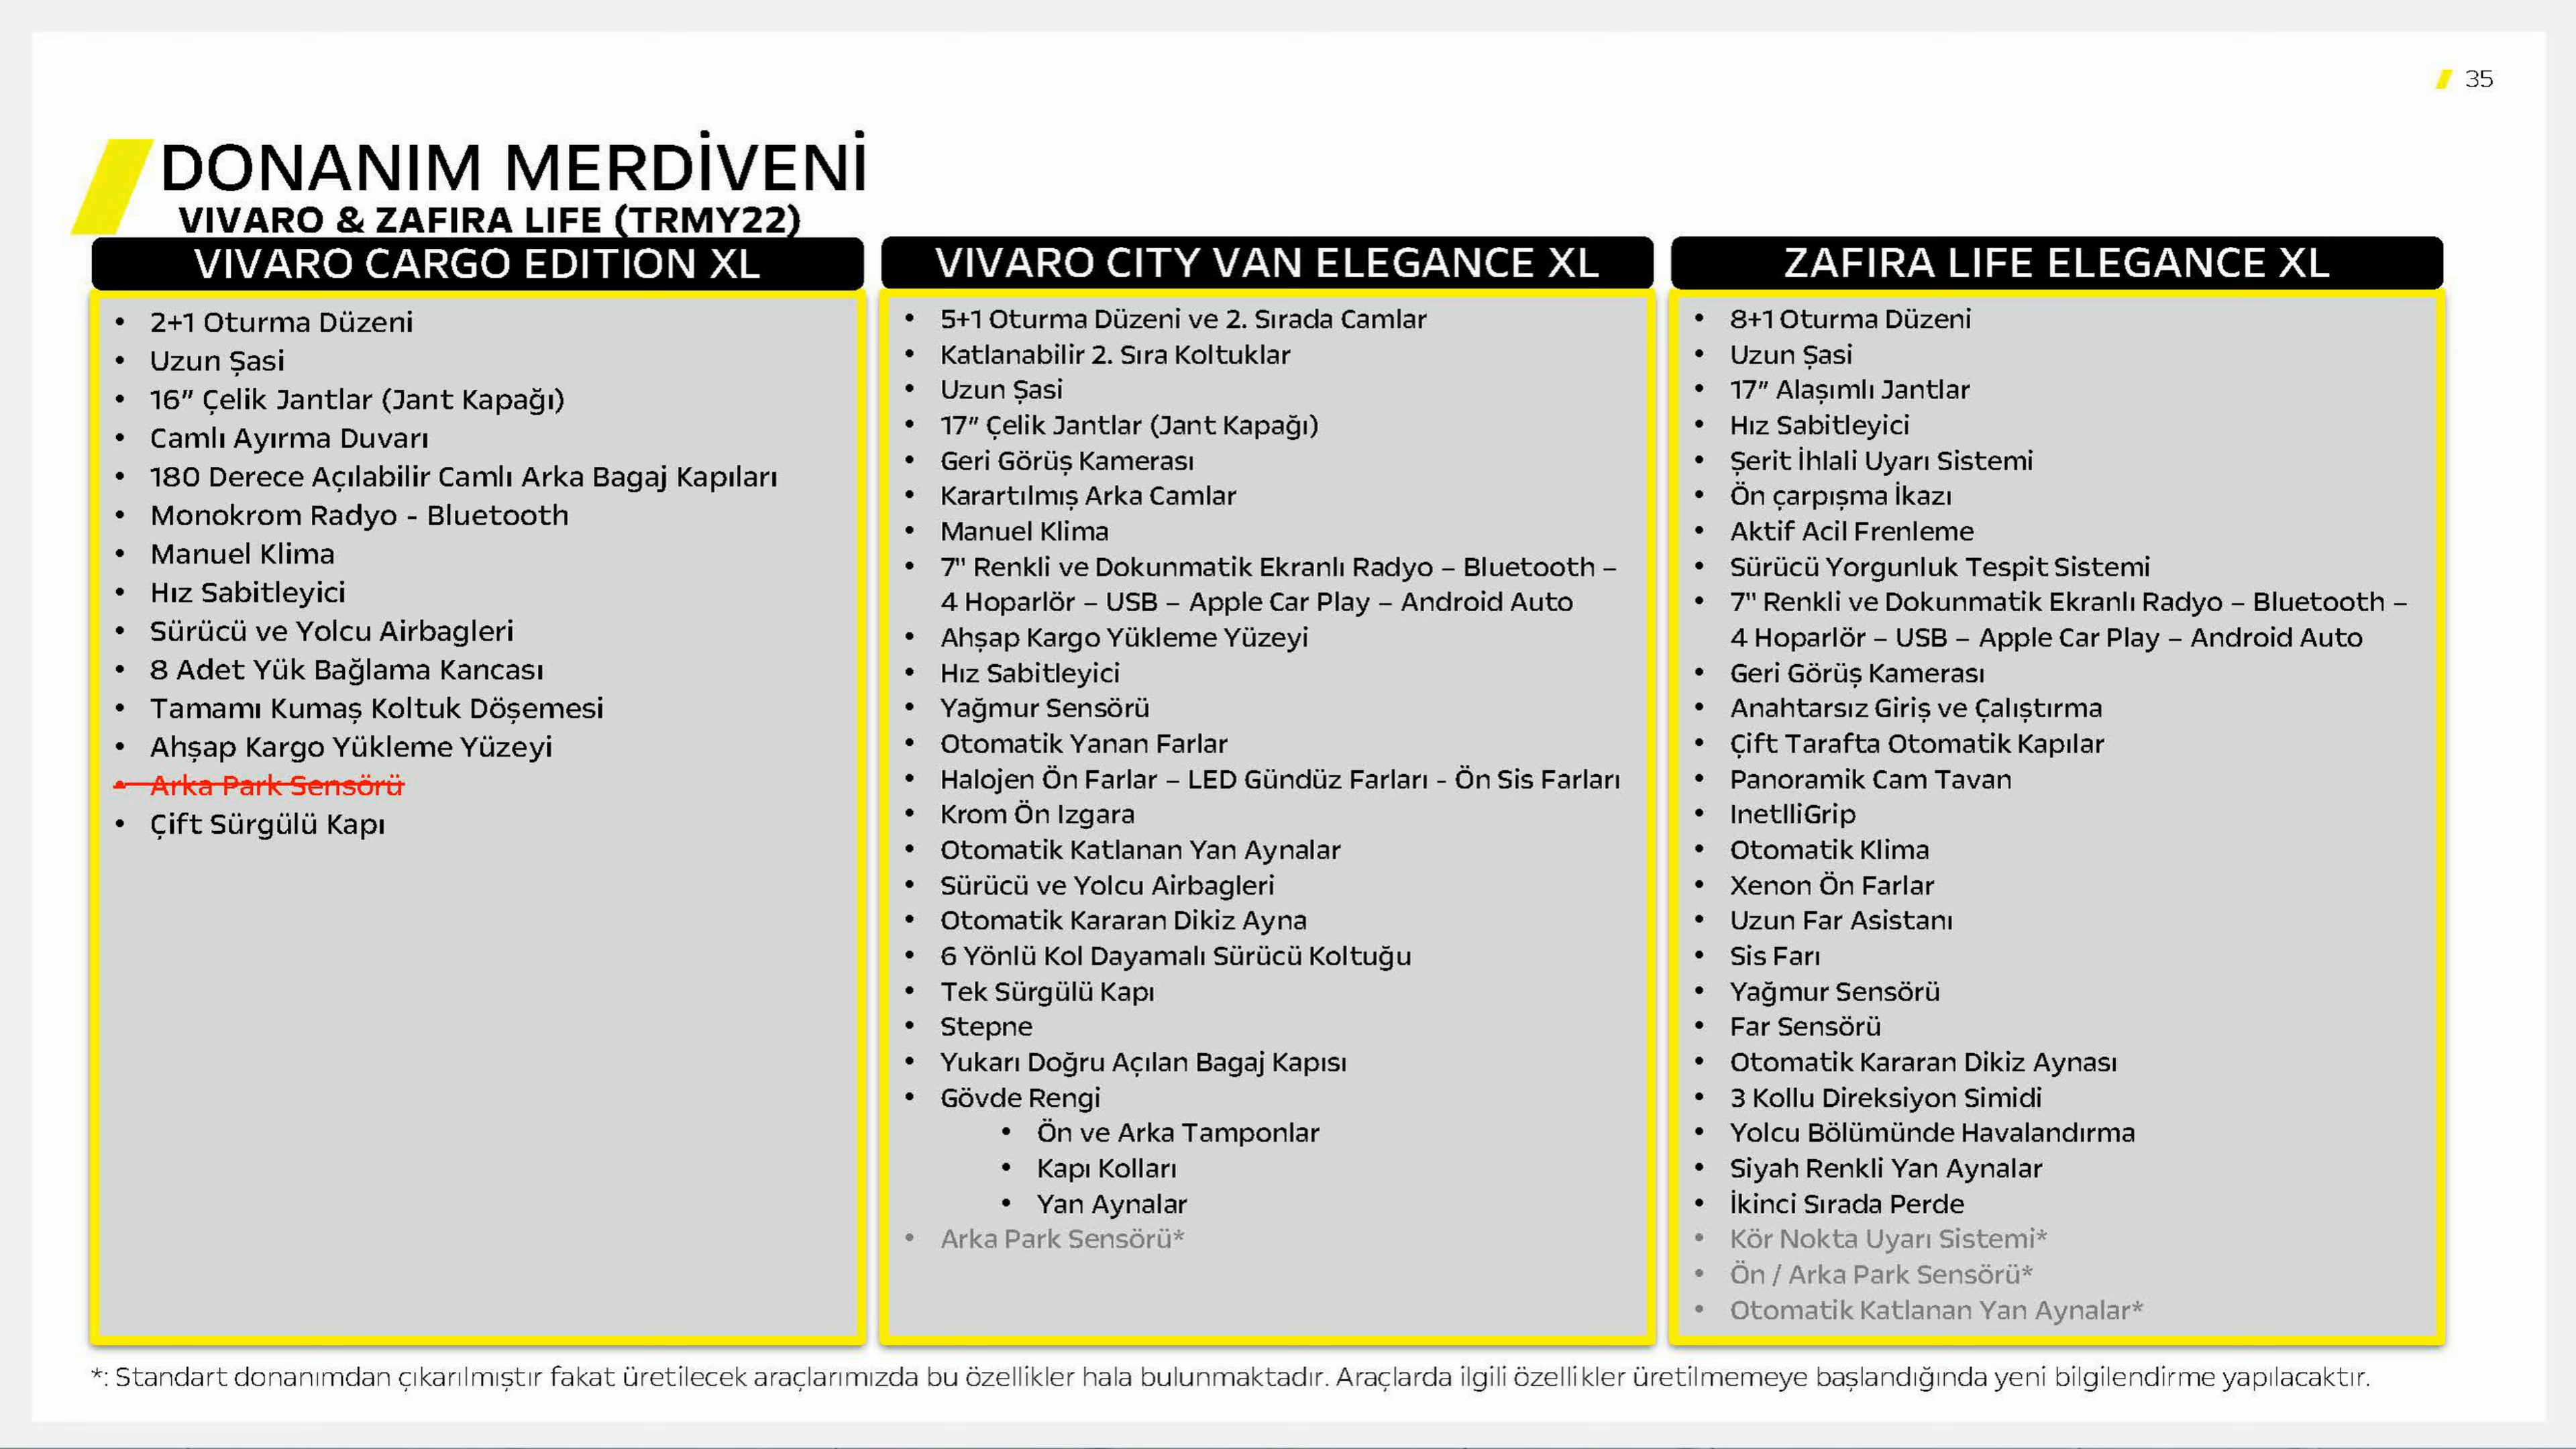 35
DONANIM MERDİVENİ
VIVARO & ZAFIRA LIFE (TRMY22)
VIVARO CARGO EDITION XL
• 2+1 Oturma Düzeni
• Uzun Şasi
• 16” Çelik Jantlar (Jant Kapağı)
• Camlı Ayırma Duvarı
• 180 Derece Açılabilir Camlı Arka Bagaj Kapıları
• Monokrom Radyo - Bluetooth
• Manuel Klima
• Hız Sabitleyici
• Sürücü ve Yolcu Airbagleri
• 8 Adet Yük Bağlama Kancası
• Tamamı Kumaş Koltuk Döşemesi
• Ahşap Kargo Yükleme Yüzeyi
• Arka Park Sensörü
• Çift Sürgülü Kapı
VIVARO CITY VAN ELEGANCE XL
• 5+1 Oturma Düzeni ve 2. Sırada Camlar
• Katlanabilir 2. Sıra Koltuklar
• Uzun Şasi
• 17” Çelik Jantlar (Jant Kapağı)
• Geri Görüş Kamerası
• Karartılmış Arka Camlar
• Manuel Klima
• 7" Renkli ve Dokunmatik Ekranlı Radyo – Bluetooth –
4 Hoparlör – USB – Apple Car Play – Android Auto
• Ahşap Kargo Yükleme Yüzeyi
• Hız Sabitleyici
• Yağmur Sensörü
• Otomatik Yanan Farlar
• Halojen Ön Farlar – LED Gündüz Farları - Ön Sis Farları
• Krom Ön Izgara
• Otomatik Katlanan Yan Aynalar
• Sürücü ve Yolcu Airbagleri
• Otomatik Kararan Dikiz Ayna
• 6 Yönlü Kol Dayamalı Sürücü Koltuğu
• Tek Sürgülü Kapı
• Stepne
• Yukarı Doğru Açılan Bagaj Kapısı
• Gövde Rengi
• Ön ve Arka Tamponlar
• Kapı Kolları
• Yan Aynalar
• Arka Park Sensörü*
ZAFIRA LIFE ELEGANCE XL
• 8+1 Oturma Düzeni
• Uzun Şasi
• 17” Alaşımlı Jantlar
• Hız Sabitleyici
• Şerit İhlali Uyarı Sistemi
• Ön çarpışma İkazı
• Aktif Acil Frenleme
• Sürücü Yorgunluk Tespit Sistemi
• 7" Renkli ve Dokunmatik Ekranlı Radyo – Bluetooth –
4 Hoparlör – USB – Apple Car Play – Android Auto
• Geri Görüş Kamerası
• Anahtarsız Giriş ve Çalıştırma
• Çift Tarafta Otomatik Kapılar
• Panoramik Cam Tavan
• InetlliGrip
• Otomatik Klima
• Xenon Ön Farlar
• Uzun Far Asistanı
• Sis Farı
• Yağmur Sensörü
• Far Sensörü
• Otomatik Kararan Dikiz Aynası
• 3 Kollu Direksiyon Simidi
• Yolcu Bölümünde Havalandırma
• Siyah Renkli Yan Aynalar
• İkinci Sırada Perde
• Kör Nokta Uyarı Sistemi*
• Ön / Arka Park Sensörü*
• Otomatik Katlanan Yan Aynalar*
*: Standart donanımdan çıkarılmıştır fakat üretilecek araçlarımızda bu özellikler hala bulunmaktadır. Araçlarda ilgili özellikler üretilmemeye başlandığında yeni bilgilendirme yapılacaktır.